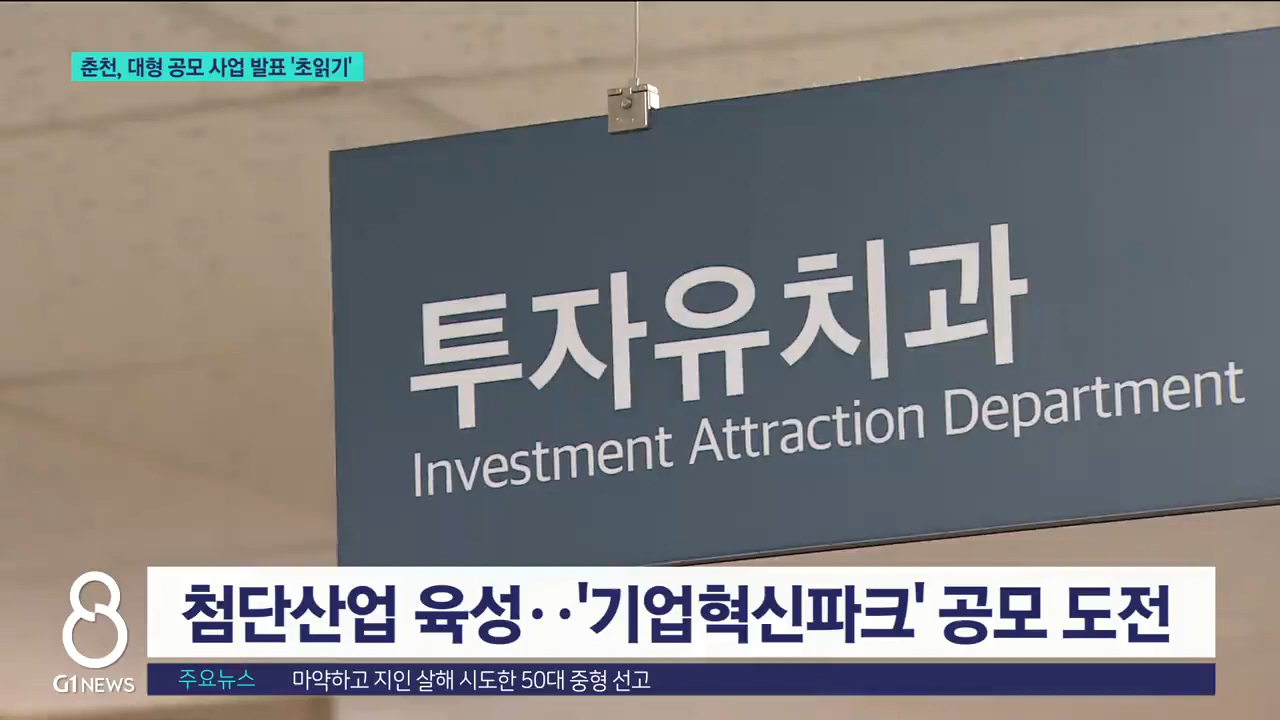 춘천, 대형 공모 사업 발표 '초읽기'
투자유치과
Investment Attraction Department
첨단산업 육성‥'기업혁신파크' 공모 도전
8
G1 NEWS
주요뉴스 마약하고 지인 살해 시도한 50대 중형 선고